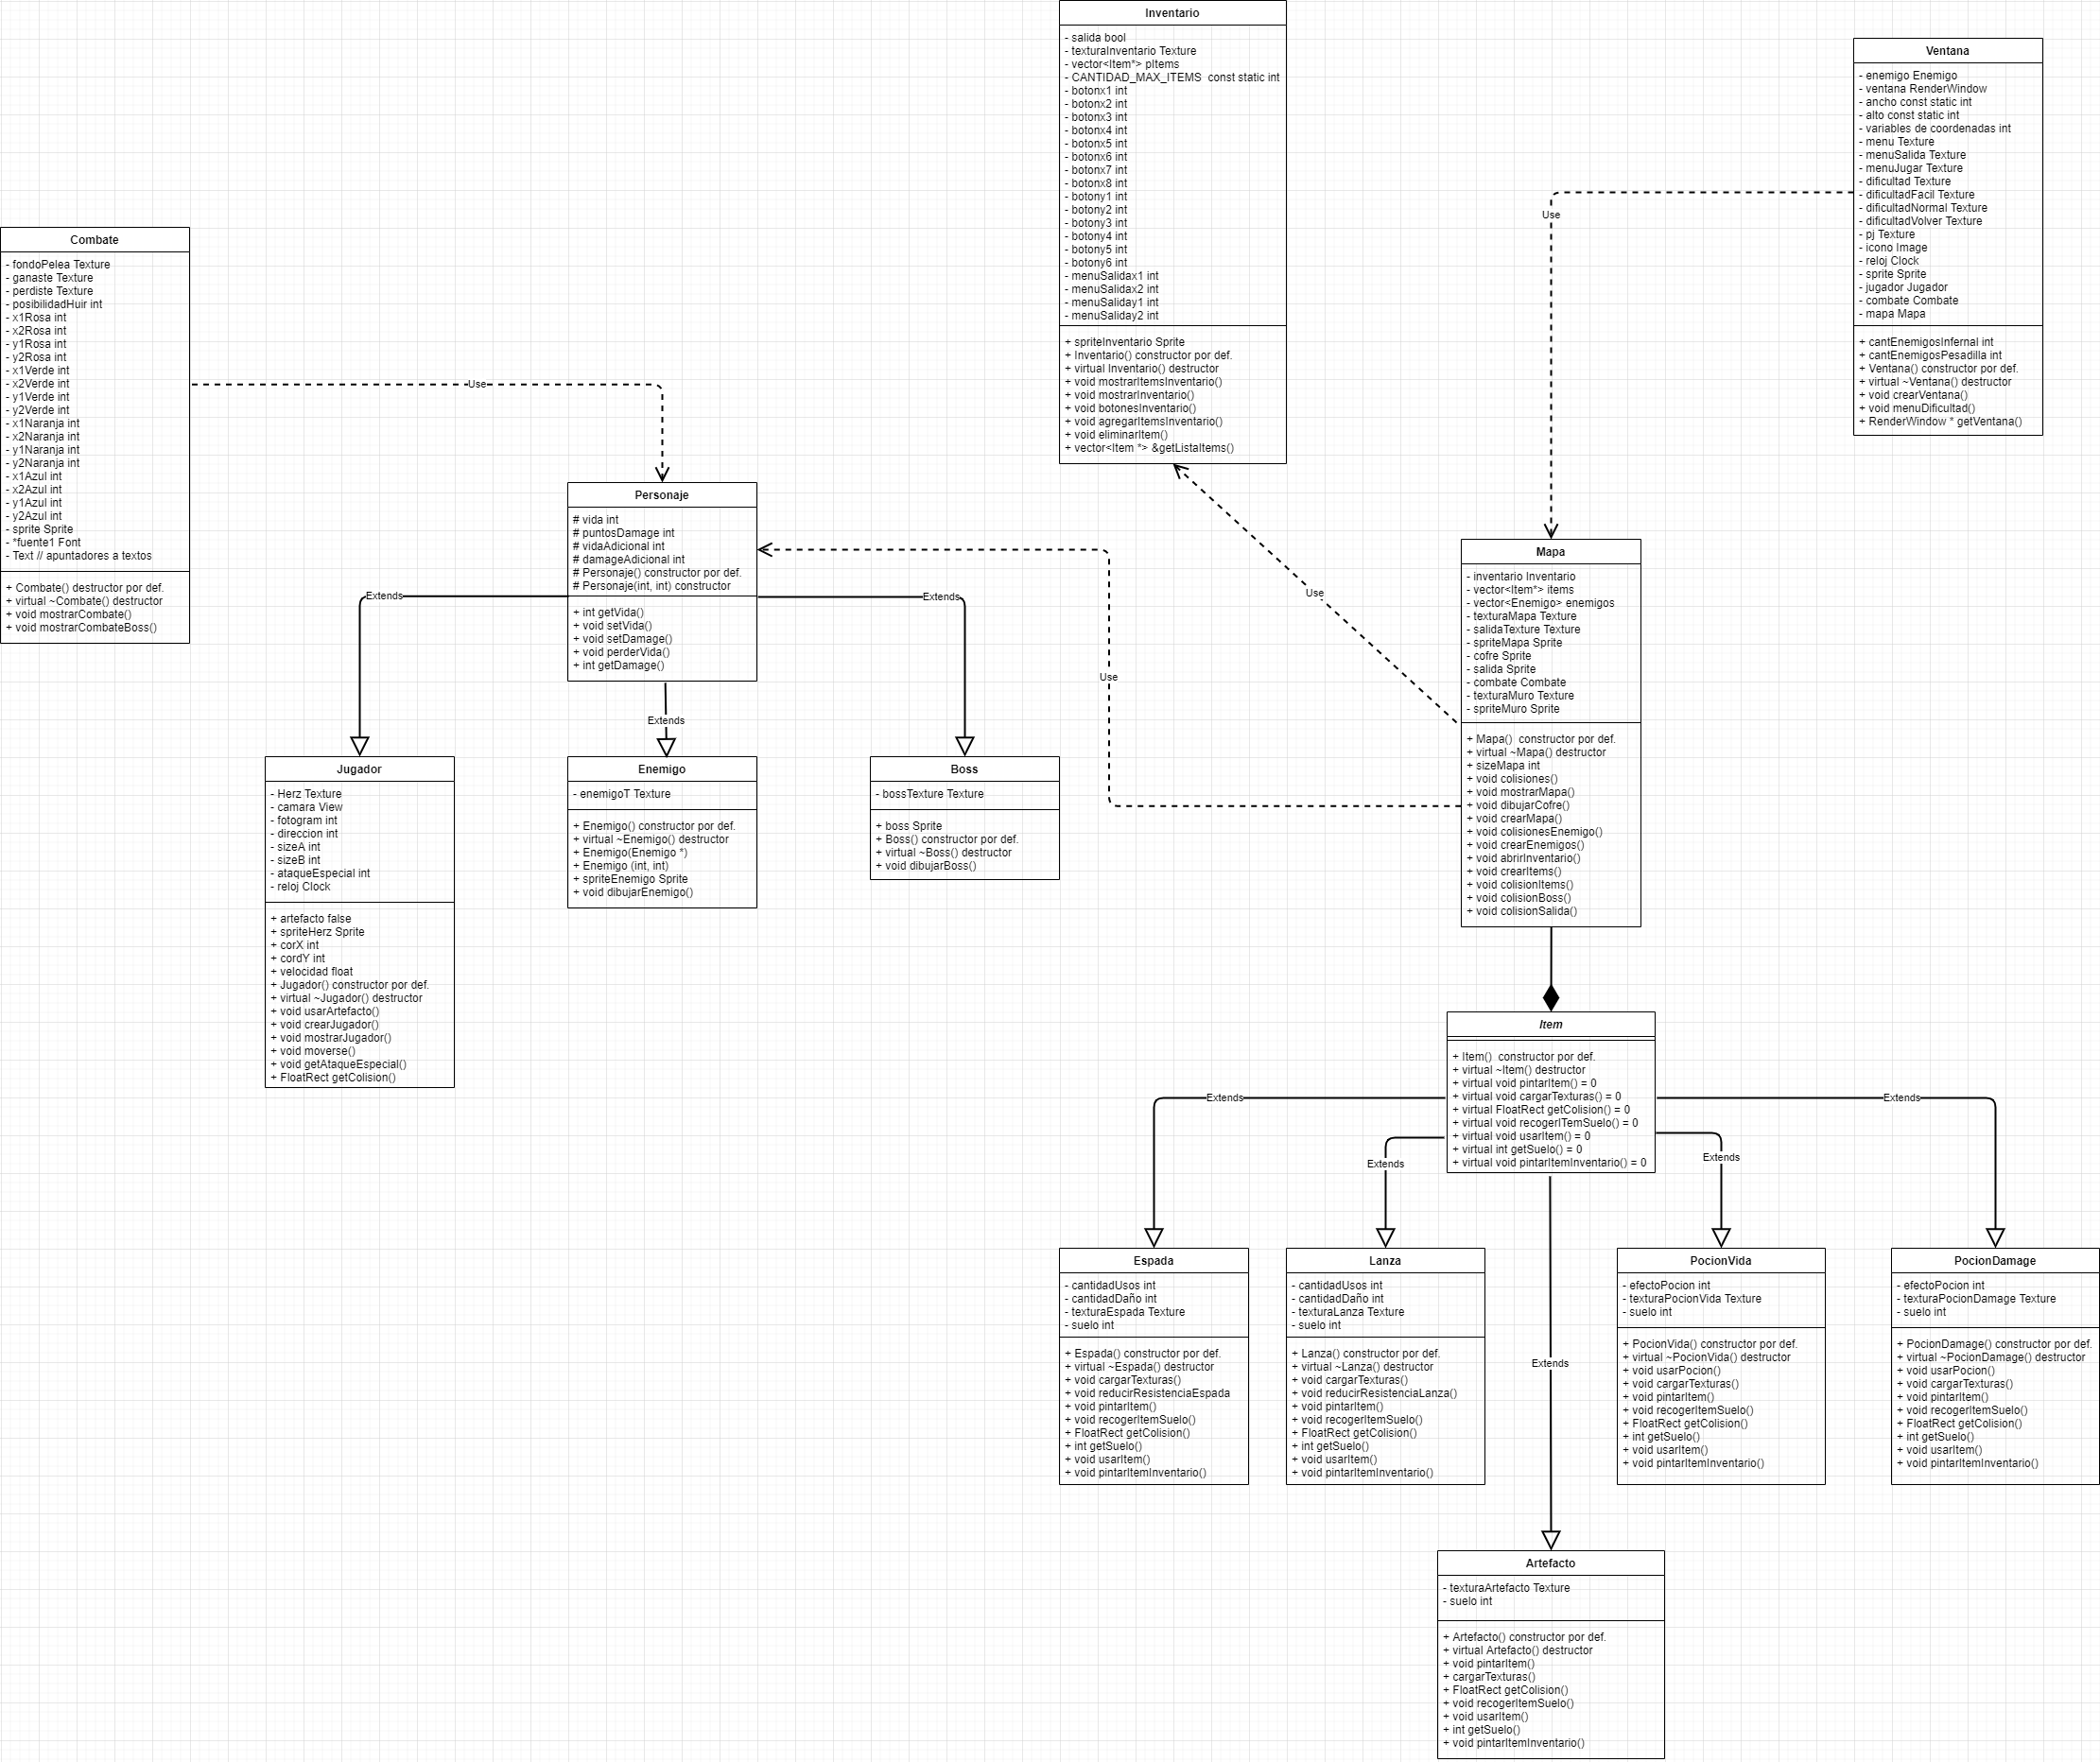 Inventario
- salida bool
- texturaInventario Texture
- vector<Item*> pItems
- CANTIDAD_MAX_ITEMS  const static int
- botonx1 int
- botonx2 int
- botonx3 int
- botonx4 int
- botonx5 int
- botonx6 int
- botonx7 int
- botonx8 int
- botony1 int
- botony2 int
- botony3 int
- botony4 int
- botony5 int
- botony6 int
- menuSalidax1 int
- menuSalidax2 int
- menuSaliday1 int
- menuSaliday2 int
+ spriteInventario Sprite
+ Inventario() constructor por def.
+ virtual Inventario() destructor
+ void mostrarItemsInventario()
+ void mostrarInventario()
+ void botonesInventario()
+ void agregarItemsInventario()
+ void eliminarItem()
+ vector<Item *> &getListaItems()
Ventana
- enemigo Enemigo
- ventana RenderWindow
- ancho const static int
- alto const static int
- variables de coordenadas int
- menu Texture
- menuSalida Texture
- menuJugar Texture
- dificultad Texture
- dificultadFacil Texture
- dificultadNormal Texture
- dificultadVolver Texture
- pj Texture
- icono Image
- reloj Clock
- sprite Sprite
- jugador Jugador
- combate Combate
- mapa Mapa
+ cantEnemigosInfernal int
+ cantEnemigosPesadilla int
+ Ventana() constructor por def.
+ virtual ~Ventana() destructor
+ void crearVentana()
+ void menuDificultad()
+ RenderWindow * getVentana()
Use
Combate
- fondoPelea Texture
- ganaste Texture
- perdiste Texture
- posibilidadHuir int
- x1Rosa int
- x2Rosa int
- y1Rosa int
- y2Rosa int
- x1Verde int
- x2Verde int
- y1Verde int
- y2Verde int
- x1Naranja int
- x2Naranja int
- y1Naranja int
- y2Naranja int
- x1Azul int
- x2Azul int
- y1Azul int
- y2Azul int
- sprite Sprite
- *fuente1 Font
- Text // apuntadores a textos
+ Combate() destructor por def.
+ virtual ~Combate() destructor
+ void mostrarCombate()
+ void mostrarCombateBoss()
Use
Personaje
# vida int
# puntosDamage int
# vidaAdicional int
# damageAdicional int
# Personaje() constructor por def.
# Personaje(int, int) constructor
+ int getVida()
+ void setVida()
+ void setDamage()
+ void perderVida()
+ int getDamage()
Extends
Extends
Extends
Use
Use
Mapa
- inventario Inventario
- vector<Item*> items
- vector<Enemigo> enemigos
- texturaMapa Texture
- salidaTexture Texture
- spriteMapa Sprite
- cofre Sprite
- salida Sprite
- combate Combate
- texturaMuro Texture
- spriteMuro Sprite
+ Mapa()  constructor por def.
+ virtual ~Mapa() destructor
+ sizeMapa int
+ void colisiones()
+ void mostrarMapa()
+ void dibujarCofre()
+ void crearMapa()
+ void colisionesEnemigo()
+ void crearEnemigos()
+ void abrirInventario()
+ void crearItems()
+ void colisionItems()
+ void colisionBoss()
+ void colisionSalida()
Jugador
- Herz Texture
- camara View
- fotogram int
- direccion int
- sizeA int
- sizeB int
- ataqueEspecial int
- reloj Clock
+ artefacto false
+ spriteHerz Sprite
+ corX int
+ cordY int
+ velocidad float
+ Jugador() constructor por def.
+ virtual ~Jugador() destructor
+ void usarArtefacto()
+ void crearJugador()
+ void mostrarJugador()
+ void moverse()
+ void getAtaqueEspecial()
+ FloatRect getColision()
Enemigo
- enemigoT Texture
+ Enemigo() constructor por def.
+ virtual ~Enemigo() destructor
+ Enemigo(Enemigo *)
+ Enemigo (int, int)
+ spriteEnemigo Sprite
+ void dibujarEnemigo()
Boss
- bossTexture Texture
+ boss Sprite
+ Boss() constructor por def.
+ virtual ~Boss() destructor
+ void dibujarBoss()
Item
+ Item()  constructor por def.
+ virtual ~Item() destructor
+ virtual void pintarItem() = 0
+ virtual void cargarTexturas() = 0
+ virtual FloatRect getColision() = 0
+ virtual void recogerITemSuelo() = 0
+ virtual void usarItem() = 0
+ virtual int getSuelo() = 0
+ virtual void pintarItemInventario() = 0
Extends
Extends
Extends
Extends
Extends
Espada
- cantidadUsos int
- cantidadDaño int
- texturaEspada Texture
- suelo int
+ Espada() constructor por def.
+ virtual ~Espada() destructor
+ void cargarTexturas()
+ void reducirResistenciaEspada
+ void pintarItem()
+ void recogerItemSuelo()
+ FloatRect getColision()
+ int getSuelo()
+ void usarItem()
+ void pintarItemInventario()
Lanza
- cantidadUsos int
- cantidadDaño int
- texturaLanza Texture
- suelo int
+ Lanza() constructor por def.
+ virtual ~Lanza() destructor
+ void cargarTexturas()
+ void reducirResistenciaLanza()
+ void pintarItem()
+ void recogerItemSuelo()
+ FloatRect getColision()
+ int getSuelo()
+ void usarItem()
+ void pintarItemInventario()
PocionVida
- efectoPocion int
- texturaPocionVida Texture
- suelo int
+ PocionVida() constructor por def.
+ virtual ~PocionVida() destructor
+ void usarPocion()
+ void cargarTexturas()
+ void pintarItem()
+ void recogerItemSuelo()
+ FloatRect getColision()
+ int getSuelo()
+ void usarItem()
+ void pintarItemInventario()
PocionDamage
- efectoPocion int
- texturaPocionDamage Texture
- suelo int
+ PocionDamage() constructor por def.
+ virtual ~PocionDamage() destructor
+ void usarPocion()
+ void cargarTexturas()
+ void pintarItem()
+ void recogerItemSuelo()
+ FloatRect getColision()
+ int getSuelo()
+ void usarItem()
+ void pintarItemInventario()
Artefacto
- texturaArtefacto Texture
- suelo int
+ Artefacto() constructor por def.
+ virtual Artefacto() destructor
+ void pintarItem()
+ cargarTexturas()
+ FloatRect getColision()
+ void recogerItemSuelo()
+ void usarItem()
+ int getSuelo()
+ void pintarItemInventario()